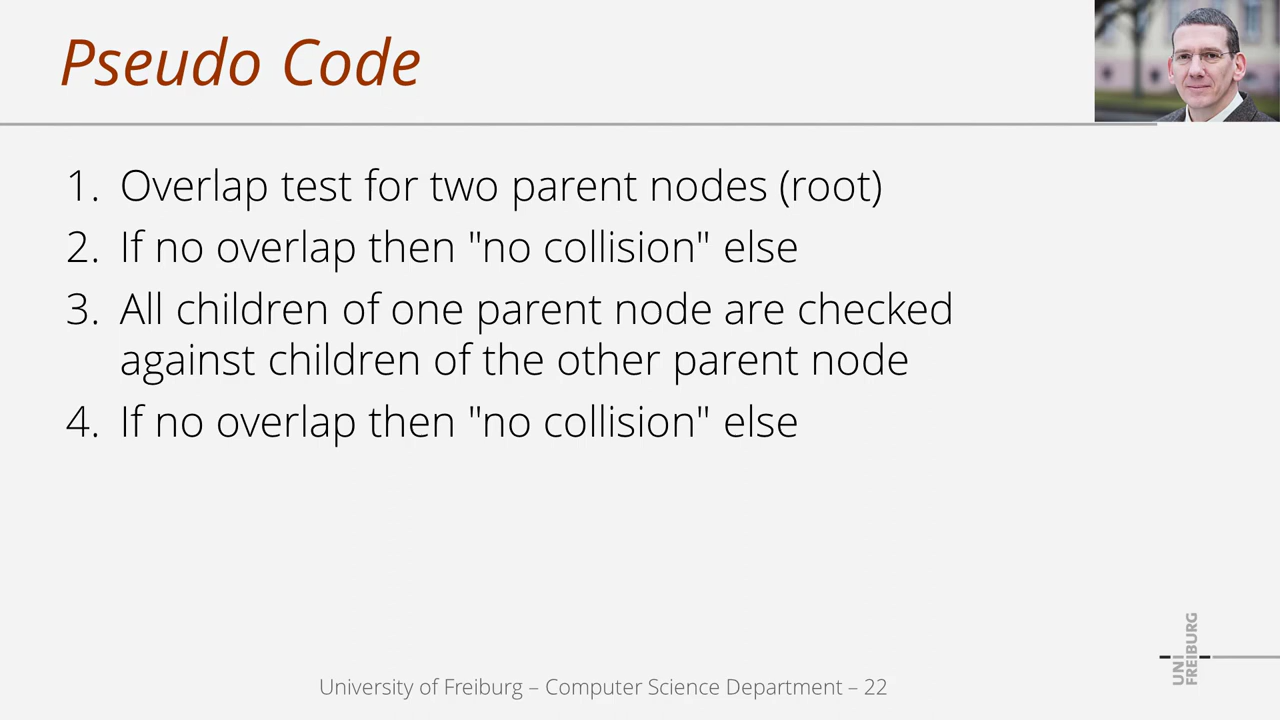 Pseudo Code
1. Overlap test for two parent nodes (root)
2. If no overlap then "no collision" else
3. All children of one parent node are checked
against children of the other parent node
4. If no overlap then "no collision" else
UNI
FREIBURG
University of Freiburg – Computer Science Department – 22